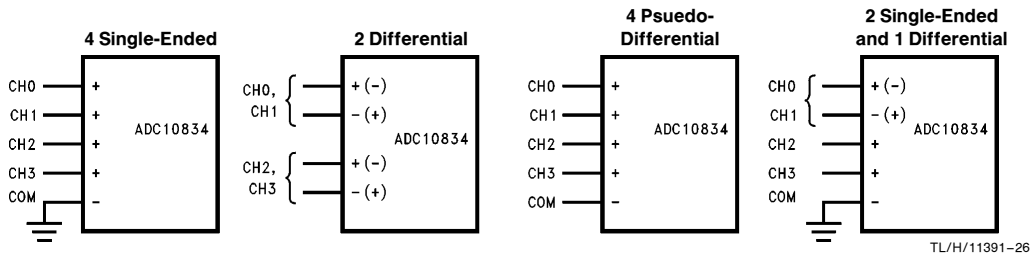 4 Single-Ended
CH0
+
CH1
+
ADC10834
CH2
+
CH3
+
COM
−
2 Differential
CH0,
CH1
+ (−)
− (+)
ADC10834
CH2,
CH3
+ (−)
− (+)
4 Psuedo-
Differential
CH0
+
CH1
+
ADC10834
CH2
+
CH3
+
COM
−
2 Single-Ended
and 1 Differential
CH0
+ (−)
CH1
− (+)
ADC10834
CH2
+
CH3
+
COM
−
TL/H/11391–26